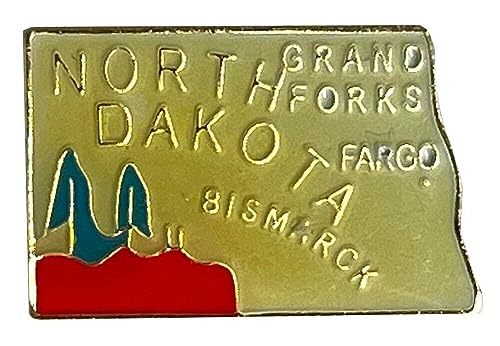 NORTH
DAKOTA
GRAND
FORKS
FARGO
BISMARCK